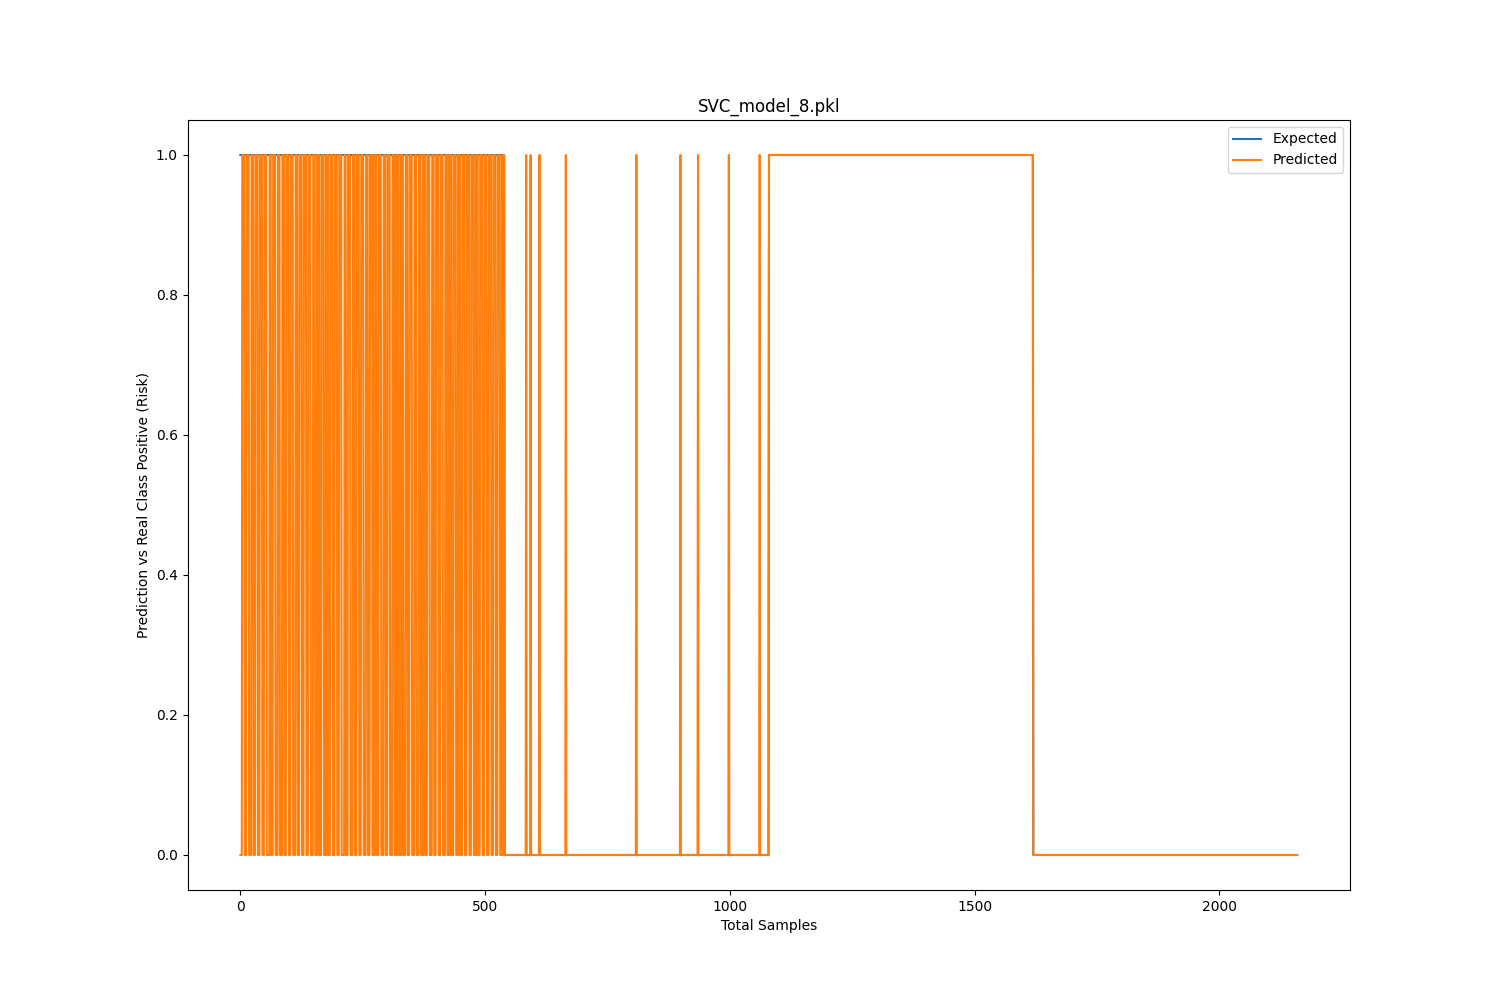 SVC_model_8.pkl
Expected
Predicted
Prediction vs Real Class Positive (Risk)
1.0
0.8
0.6
0.4
0.2
0.0
0 500 1000 1500 2000
Total Samples